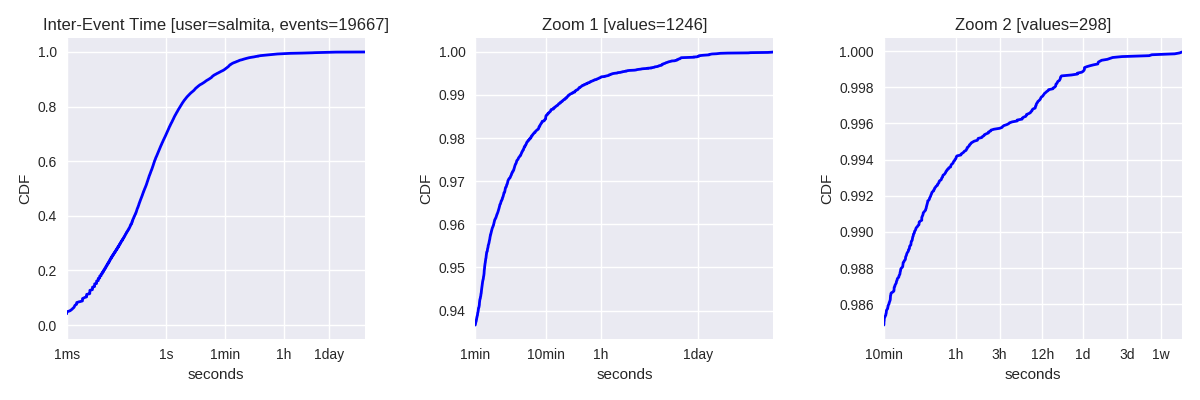 Inter-Event Time [user=salmita, events=19667]
CDF
1.0
0.8
0.6
0.4
0.2
0.0
1ms 1s 1min 1h 1day
seconds
Zoom 1 [values=1246]
CDF
1.00
0.99
0.98
0.97
0.96
0.95
0.94
1min 10min 1h 1day
seconds
Zoom 2 [values=298]
CDF
1.000
0.998
0.996
0.994
0.992
0.990
0.988
0.986
10min 1h 3h 12h 1d 3d 1w
seconds